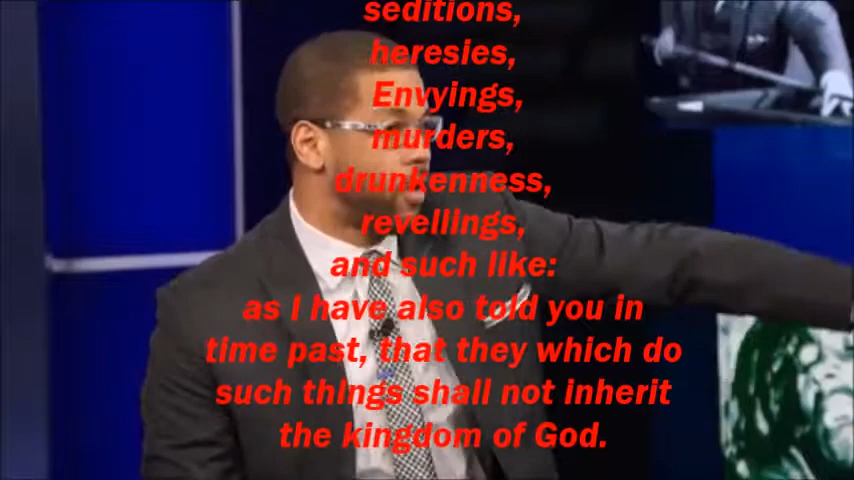 seditions,
heresies,
Envyings,
murders,
drunkenness,
revellings,
and such like:
as I have also told you in
time past, that they which do
such things shall not inherit
the kingdom of God.